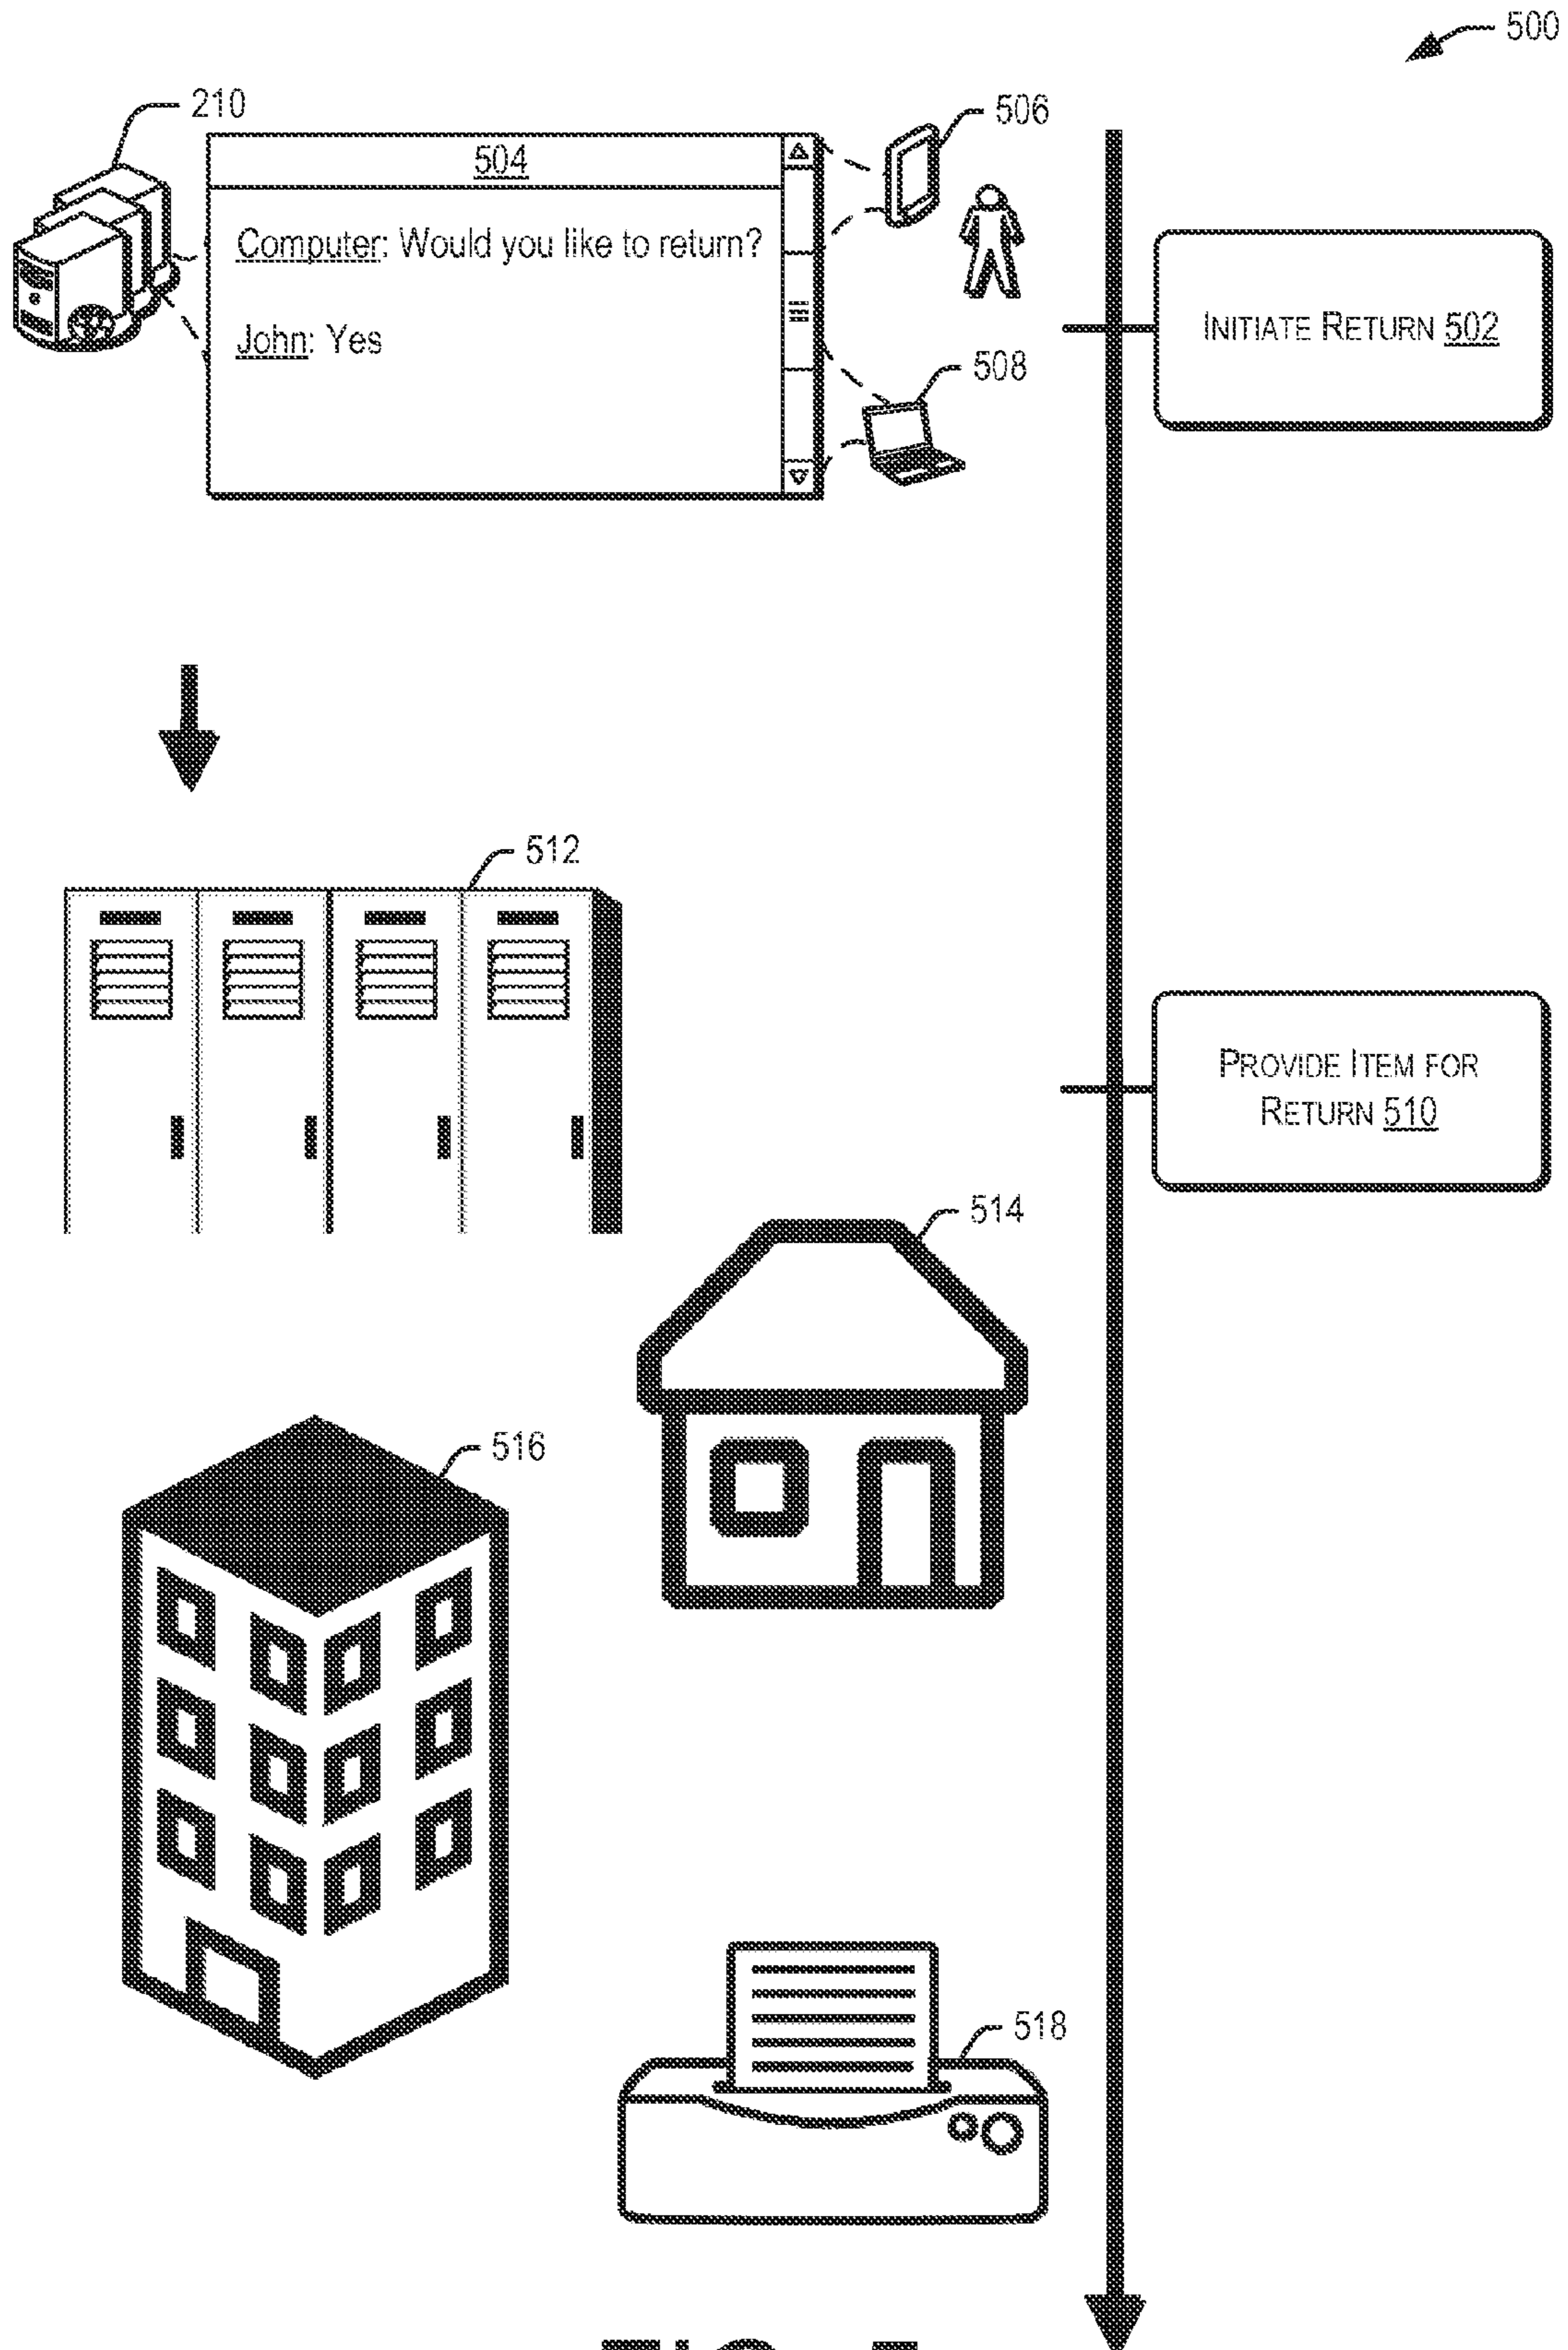 500
210
504
506
Computer: Would you like to return?
John: Yes
508
INITIATE RETURN 502
512
PROVIDE ITEM FOR
RETURN 510
514
516
518